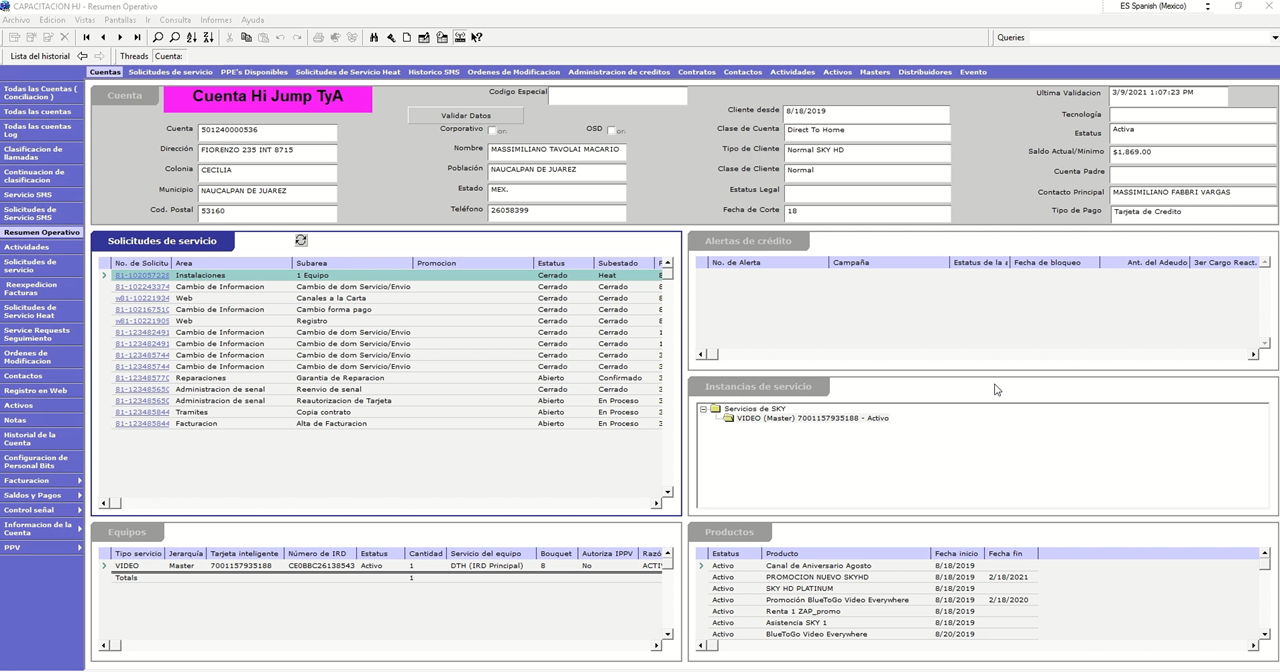 CAPACITACION HJ - Resumen Operativo
ES Spanish (Mexico)
Archivo Edicion Vistas Pantallas Ir Consulta Informes Ayuda
Queries
Lista del historial Threads Cuenta:
Cuentas Solicitudes de servicio PPE's Disponibles Solicitudes de Servicio Heat Historico SMS Ordenes de Modificacion Administracion de creditos Contratos Contactos Actividades Activos Masters Distribuidores Evento
Todas las Cuentas (
Conciliacion )
Todas las cuentas
Todas las cuentas
Log
Clasificacion de
llamadas
Continuacion de
clasificacion
Servicio SMS
Solicitudes de
Servicio SMS
Resumen Operativo
Actividades
Solicitudes de
servicio
Reexpedicion
Facturas
Solicitudes de
Servicio Heat
Service Requests
Seguimiento
Ordenes de
Modificacion
Contactos
Registro en Web
Activos
Notas
Historial de la
Cuenta
Configuracion de
Personal Bits
Facturacion
Saldos y Pagos
Control señal
Informacion de la
Cuenta
PPV
Cuenta
Cuenta Hi Jump TyA
Codigo Especial
Ultima Validacion 3/9/2021 1:07:23 PM
Validar Datos
Cliente desde 8/18/2019
Tecnología
Cuenta 501240000536
Corporativo on OSD on
Clase de Cuenta Direct To Home
Estatus Activa
Dirección FIORENZO 235 INT 8715
Nombre MASSIMILIANO TAVOLAI MACARIO
Tipo de Cliente Normal SKY HD
Saldo Actual/Minimo $1,869.00
Colonia CECILIA
Población NAUCALPAN DE JUAREZ
Clase de Cliente Normal
Cuenta Padre
Municipio NAUCALPAN DE JUAREZ
Estado MEX.
Estatus Legal
Contacto Principal MASSIMILIANO FABBRI VARGAS
Cod. Postal 53160
Teléfono 26058399
Fecha de Corte 18
Tipo de Pago Tarjeta de Credito
Solicitudes de servicio
No. de Solicitu Area Subarea Promocion Estatus Subestado F
81-102057228 Instalaciones 1 Equipo Cerrado Heat 8
81-102243374 Cambio de Informacion Cambio de dom Servicio/Envio Cerrado Cerrado 8
w81-10221934 Web Canales a la Carta Cerrado Cerrado 8
81-102167510 Cambio de Informacion Cambio forma pago Cerrado Cerrado 8
w81-10221905 Web Registro Cerrado Cerrado 8
81-123482491 Cambio de Informacion Cambio de dom Servicio/Envio Cerrado Cerrado 1
81-123482491 Cambio de Informacion Cambio de dom Servicio/Envio Cerrado Cerrado 1
81-123485744 Cambio de Informacion Cambio de dom Servicio/Envio Cerrado Cerrado 3
81-123485744 Cambio de Informacion Cambio de dom Servicio/Envio Cerrado Cerrado 3
81-12348577 Reparaciones Garantia de Reparacion Abierto Confirmado 3
81-123485650 Administracion de senal Reenvio de senal Cerrado Cerrado 3
81-123485650 Administracion de senal Reautorizacion de Tarjeta Abierto En Proceso 3
81-123485844 Tramites Copia contrato Abierto En Proceso 3
81-123485844 Facturacion Alta de Facturacion Abierto En Proceso 3
Alertas de crédito
No. de Alerta Campaña Estatus de la a Fecha de bloqueo Ant. del Adeudo 3er Cargo React.
Instancias de servicio
Servicios de SKY
VIDEO (Master) 7001157935188 - Activo
Equipos
Tipo servicio Jerarquía Tarjeta inteligente Número de IRD Estatus Cantidad Servicio del equipo Bouquet Autoriza IPPV Razó
VIDEO Master 7001157935188 CE0BBC26138543 Activo 1 DTH (IRD Principal) 8 No ACTI
Totals 1
Productos
Estatus Producto Fecha inicio Fecha fin
Activo Canal de Aniversario Agosto 8/18/2019
Activo PROMOCION NUEVO SKYHD 8/18/2019 2/18/2021
Activo SKY HD PLATINUM 8/18/2019
Activo Promoción BlueToGo Video Everywhere 8/18/2019 2/18/2020
Activo Renta 1 ZAP_promo 8/18/2019
Activo Asistencia SKY 1 8/18/2019
Activo BlueToGo Video Everywhere 8/20/2019